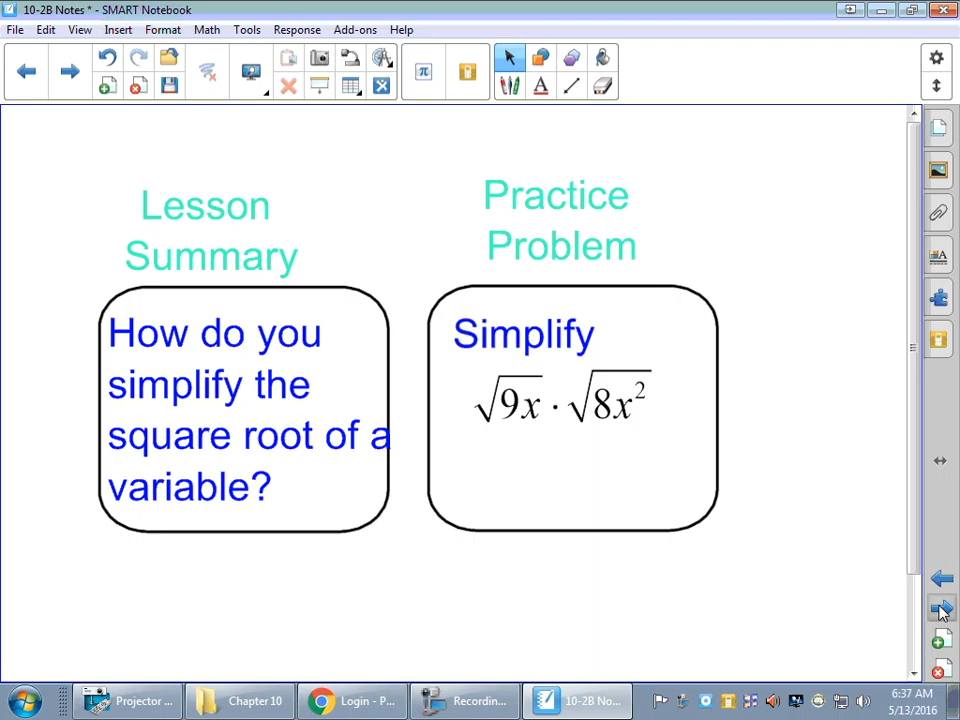 10-2B Notes * - SMART Notebook
File Edit View Insert Format Math Tools Response Add-ons Help
Lesson
Summary
Practice
Problem
How do you
simplify the
square root of a
variable?
Simplify
√9x · √8x²
Projector ...
Chapter 10
Login - P...
Recordin...
10-2B No...
6:37 AM
5/13/2016